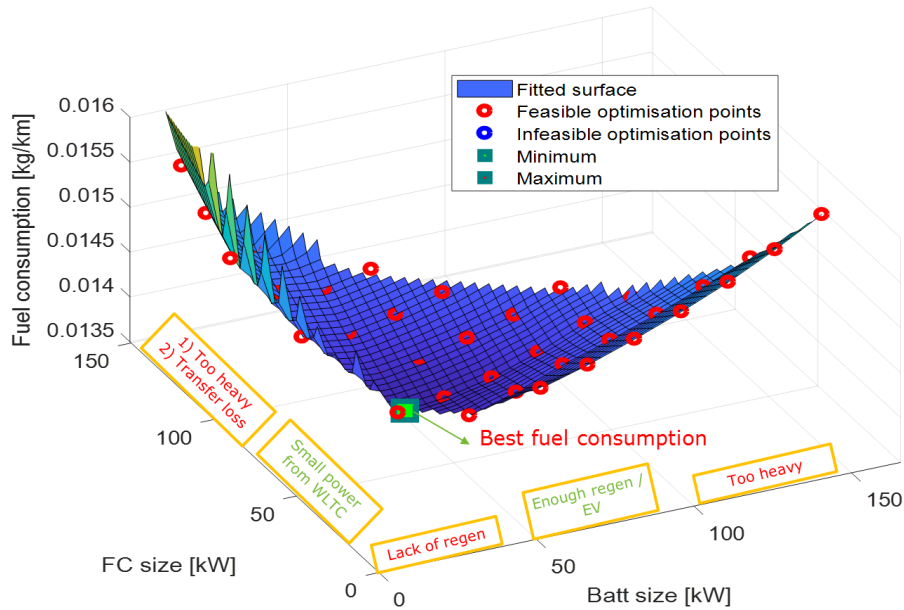 Fitted surface
Feasible optimisation points
Infeasible optimisation points
Minimum
Maximum
Fuel consumption [kg/km]
0.016
0.0155
0.015
0.0145
0.014
0.0135
150
100
50
0
FC size [kW]
0
50
100
150
Batt size [kW]
1) Too heavy
2) Transfer loss
Small power
from WLTC
Lack of regen
Enough regen /
EV
Too heavy
Best fuel consumption